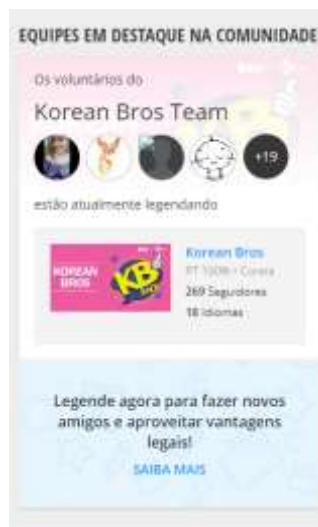 EQUIPES EM DESTAQUE NA COMUNIDADE
Os voluntários do
Korean Bros Team
+19
estão atualmente legendando
KOREAN
BROS
KB
Korean Bros
PT 100% • Coreia
269 Seguidores
18 Idiomas
Legende agora para fazer novos
amigos e aproveitar vantagens
legais!
SAIBA MAIS